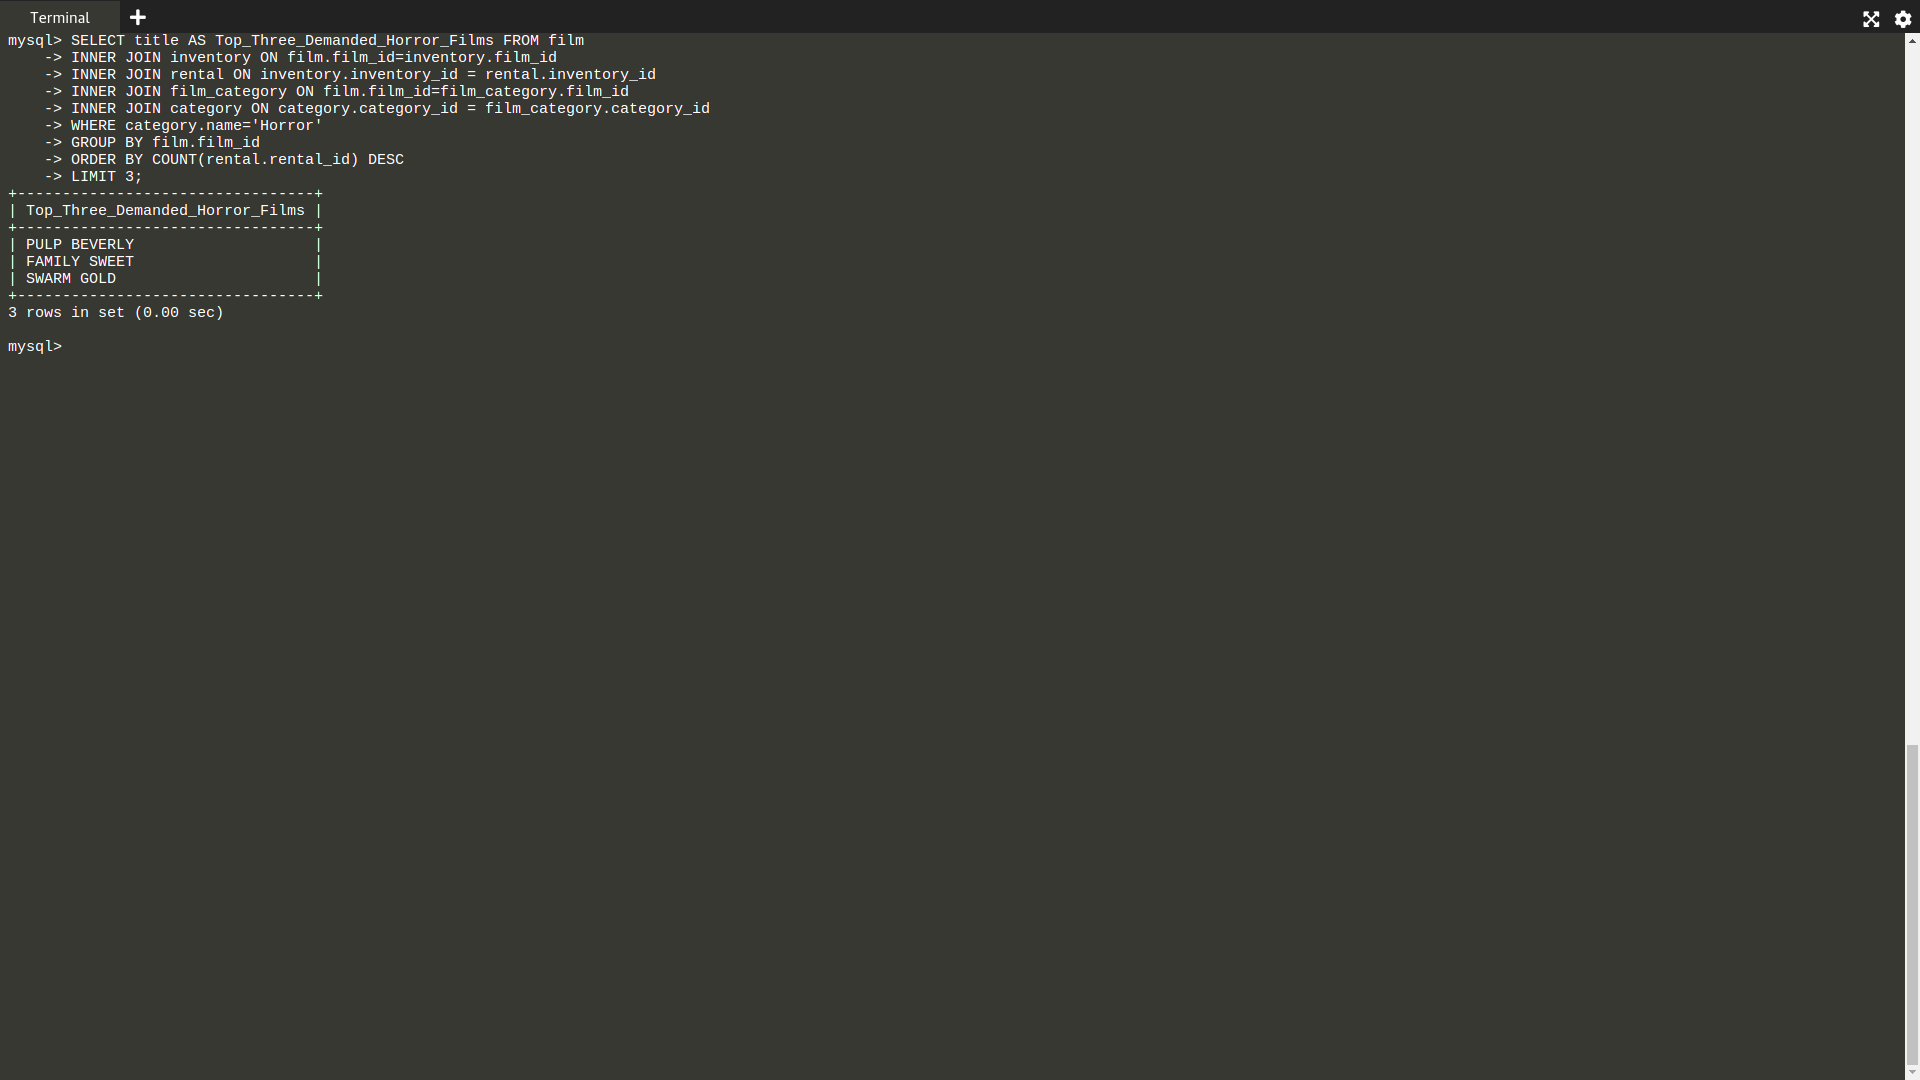 Terminal
mysql> SELECT title AS Top_Three_Demanded_Horror_Films FROM film
    -> INNER JOIN inventory ON film.film_id=inventory.film_id
    -> INNER JOIN rental ON inventory.inventory_id = rental.inventory_id
    -> INNER JOIN film_category ON film.film_id=film_category.film_id
    -> INNER JOIN category ON category.category_id = film_category.category_id
    -> WHERE category.name='Horror'
    -> GROUP BY film.film_id
    -> ORDER BY COUNT(rental.rental_id) DESC
    -> LIMIT 3;
+---------------------------------+
| Top_Three_Demanded_Horror_Films |
+---------------------------------+
| PULP BEVERLY                    |
| FAMILY SWEET                    |
| SWARM GOLD                      |
+---------------------------------+
3 rows in set (0.00 sec)
mysql>